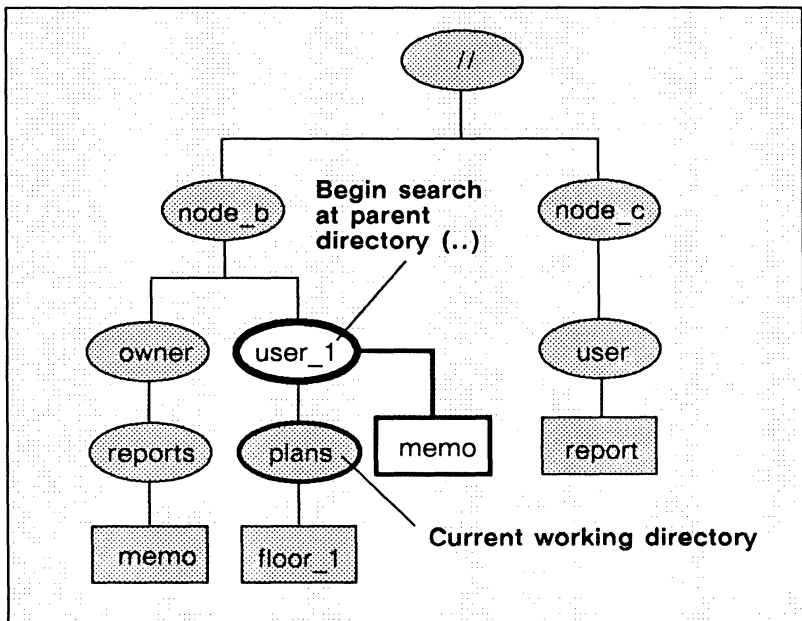 //
node_b
Begin search
at parent
directory (..)
node_c
owner
user_1
user
reports
plans
memo
report
Current working directory
memo
floor_1